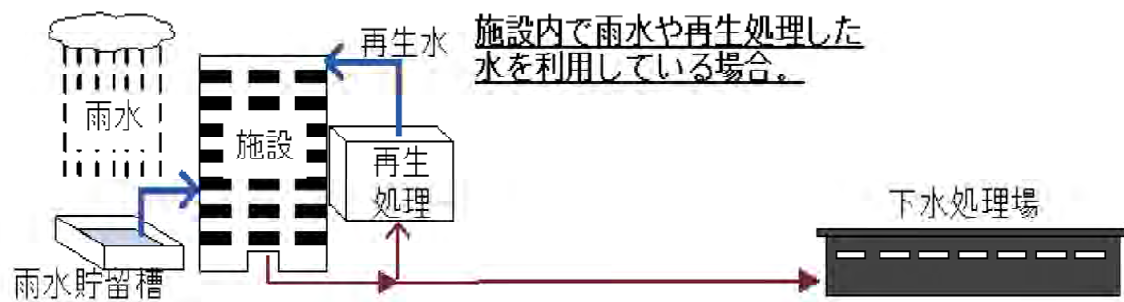 施設内で雨水や再生処理した
水を利用している場合。
再生水
雨水
施設
再生
処理
雨水貯留槽
下水処理場